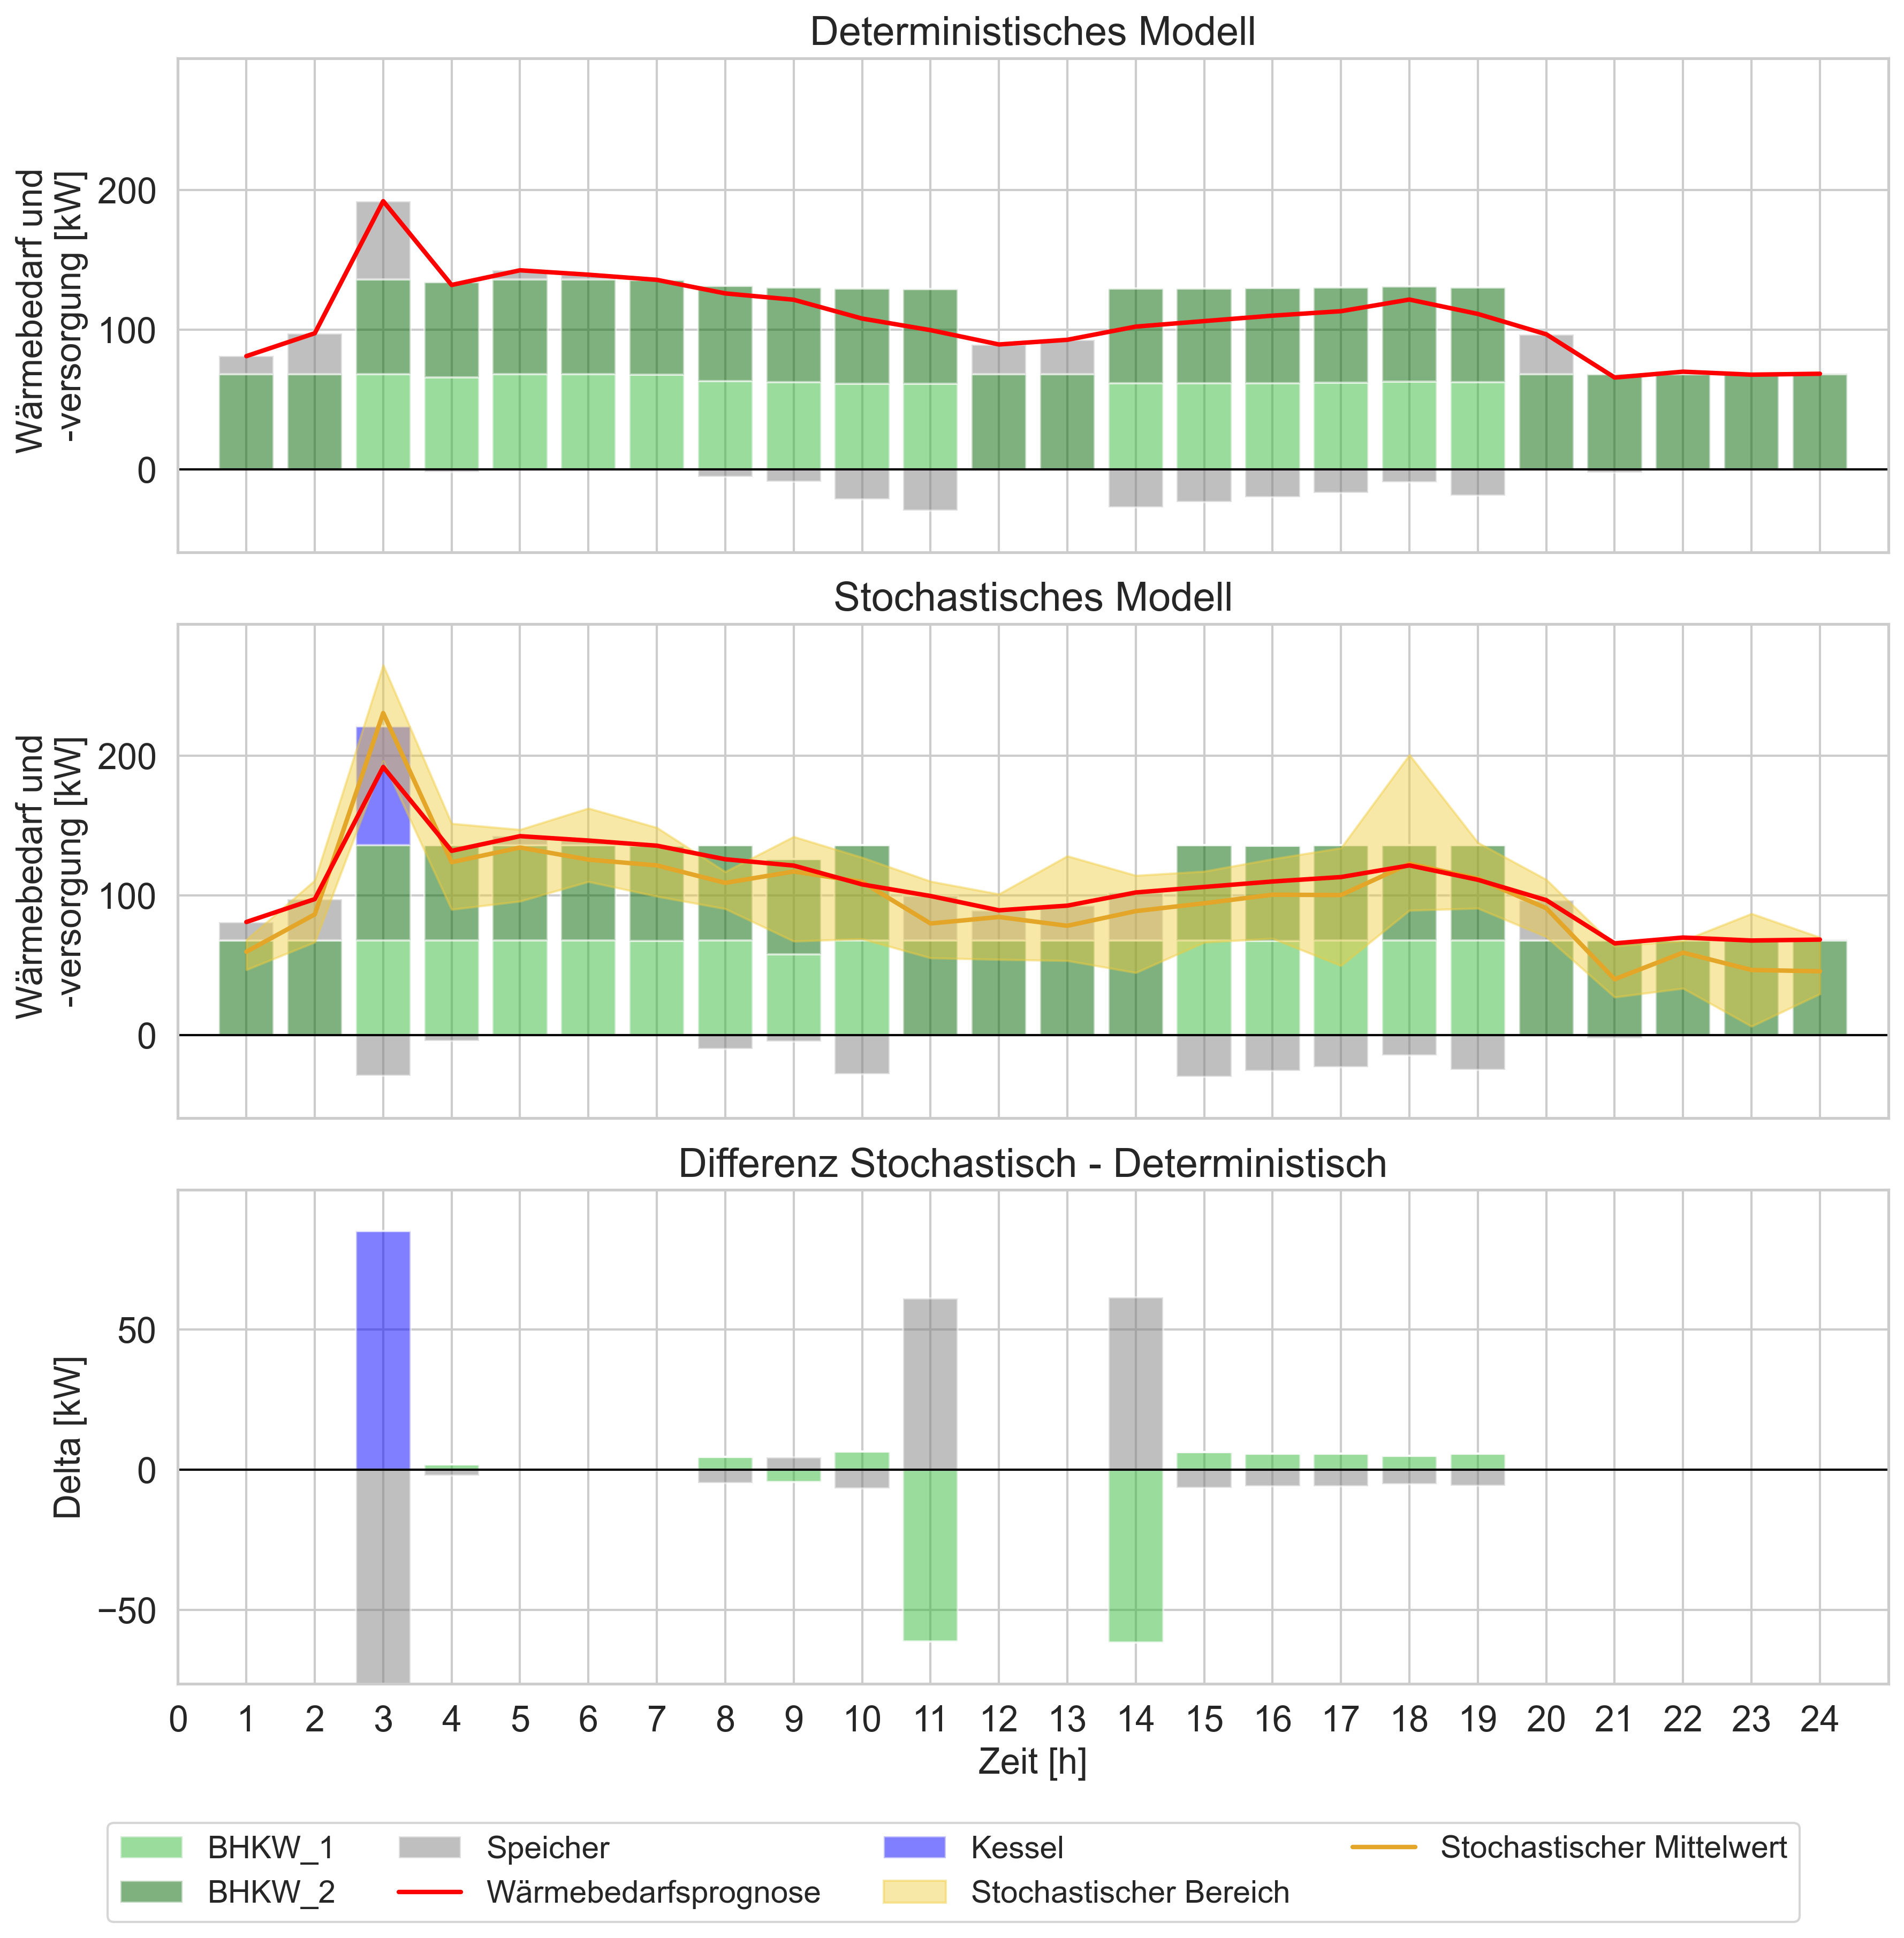 Deterministisches Modell
Wärmebedarf und
-versorgung [kW]
200
100
0
Stochastisches Modell
Wärmebedarf und
-versorgung [kW]
200
100
0
Differenz Stochastisch - Deterministisch
Delta [kW]
50
0
−50
0 1 2 3 4 5 6 7 8 9 10 11 12 13 14 15 16 17 18 19 20 21 22 23 24
Zeit [h]
BHKW_1 Speicher Kessel Stochastischer Mittelwert
BHKW_2 Wärmebedarfsprognose Stochastischer Bereich